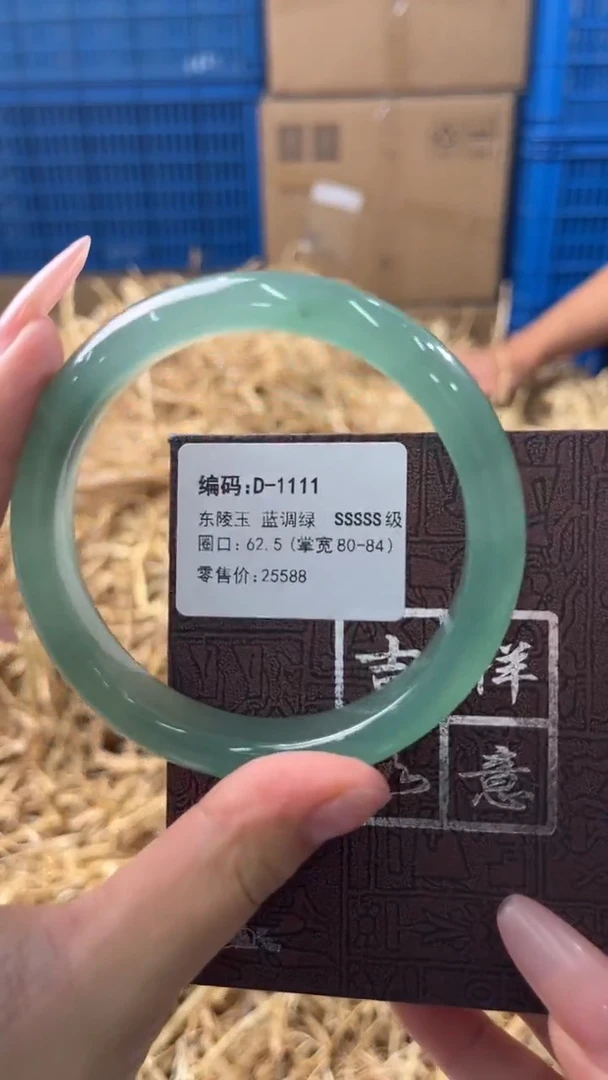 编码:D-1111
东陵玉 蓝调绿 SSSSS级
圈口: 62.5 (掌宽80-84)
零售价:25588
吉祥
意